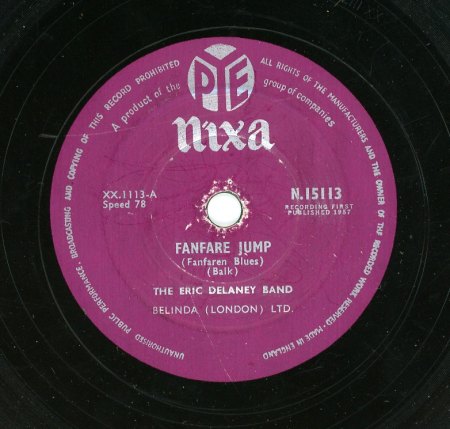 ALL RIGHTS OF THE MANUFACTURERS AND THE OWNER OF THE RECORDED WORK RESERVED · MADE IN ENGLAND
UNAUTHORISED PUBLIC PERFORMANCE, BROADCASTING AND COPYING OF THIS RECORD PROHIBITED
A product of the PYE group of companies
nixa
XX.1113-A
Speed 78
N.15113
RECORDING FIRST
PUBLISHED 1957
FANFARE JUMP
(Fanfaren Blues)
(Balk)
THE ERIC DELANEY BAND
BELINDA (LONDON) LTD.